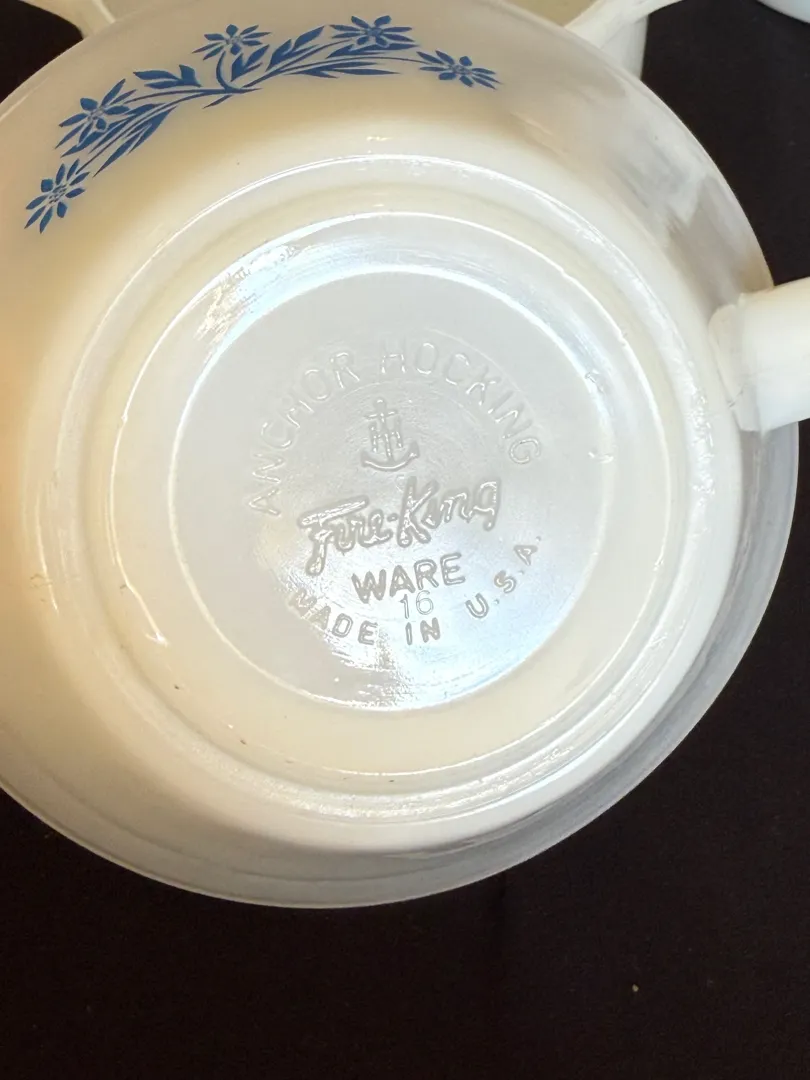 ANCHOR HOCKING
Fire-King
WARE
16
MADE IN U.S.A.